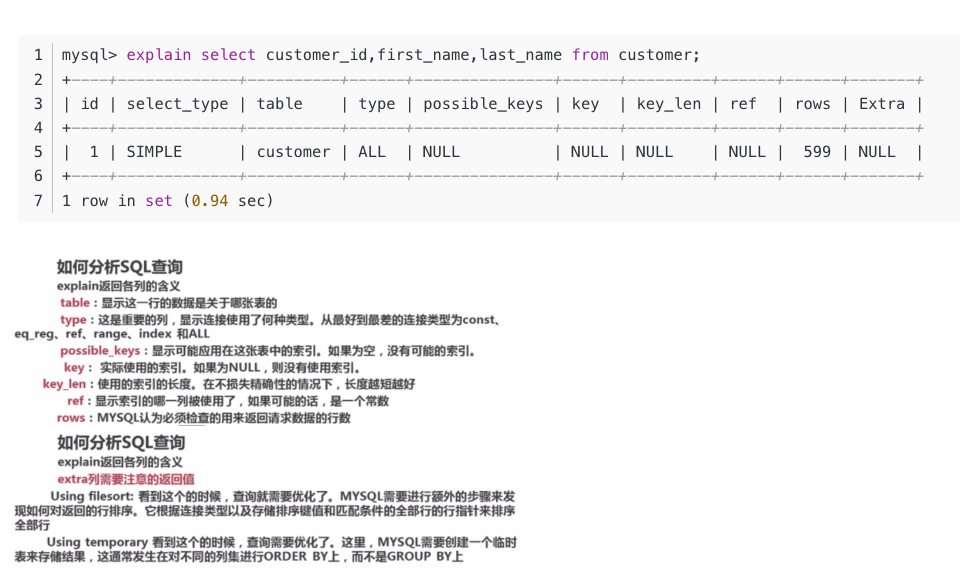 1 mysql> explain select customer_id,first_name,last_name from customer;
2 +----+-------------+----------+------+---------------+------+---------+------+------+-------+
3 | id | select_type | table    | type | possible_keys | key  | key_len | ref  | rows | Extra |
4 +----+-------------+----------+------+---------------+------+---------+------+------+-------+
5 |  1 | SIMPLE      | customer | ALL  | NULL          | NULL | NULL    | NULL |  599 | NULL  |
6 +----+-------------+----------+------+---------------+------+---------+------+------+-------+
7 1 row in set (0.94 sec)
如何分析SQL查询
explain返回各列的含义
table：显示这一行的数据是关于哪张表的
type：这是重要的列，显示连接使用了何种类型。从最好到最差的连接类型为const、
eq_reg、ref、range、index 和ALL
possible_keys：显示可能应用在这张表中的索引。如果为空，没有可能的索引。
key： 实际使用的索引。如果为NULL，则没有使用索引。
key_len：使用的索引的长度。在不损失精确性的情况下，长度越短越好
ref：显示索引的哪一列被使用了，如果可能的话，是一个常数
rows：MYSQL认为必须检查的用来返回请求数据的行数
如何分析SQL查询
explain返回各列的含义
extra列需要注意的返回值
Using filesort: 看到这个的时候，查询就需要优化了。MYSQL需要进行额外的步骤来发
现如何对返回的行排序。它根据连接类型以及存储排序键值和匹配条件的全部行的行指针来排序
全部行
Using temporary 看到这个的时候，查询需要优化了。这里，MYSQL需要创建一个临时
表来存储结果，这通常发生在对不同的列集进行ORDER BY上，而不是GROUP BY上